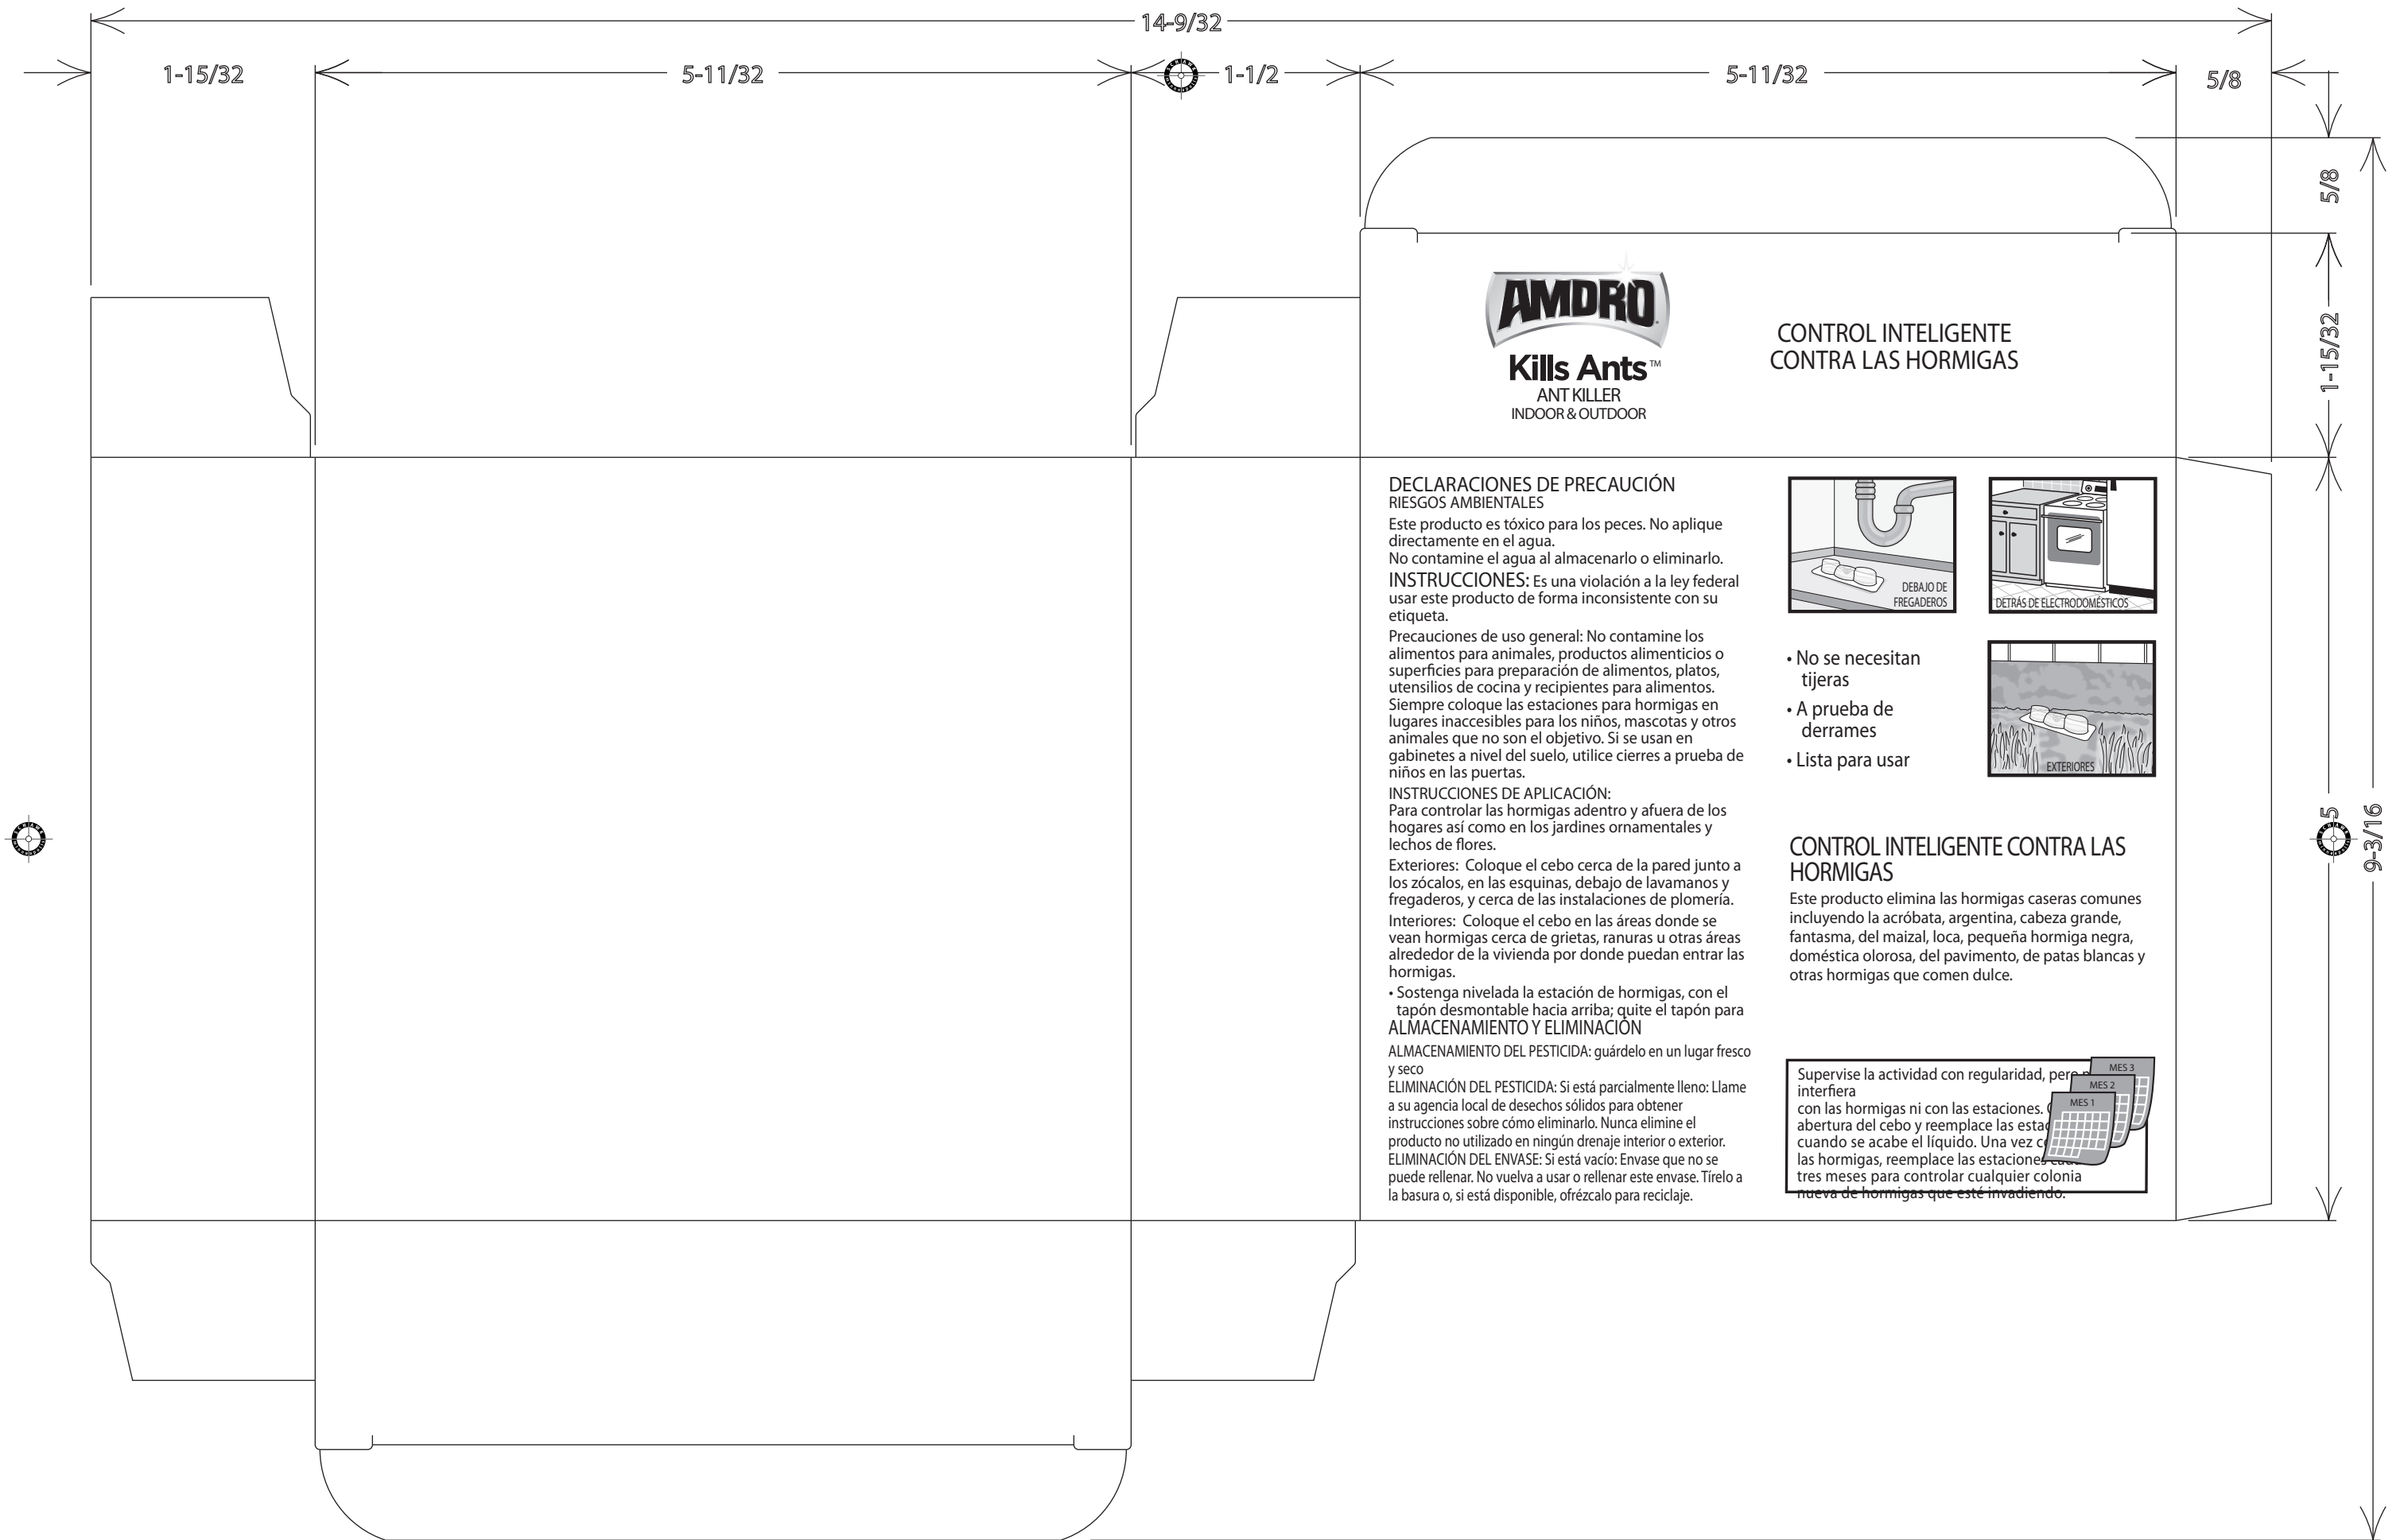 14-9/32
1-15/32
5-11/32
1-1/2
5-11/32
5/8
5/8
1-15/32
5
9-3/16
AMDRO®
Kills Ants™
ANT KILLER
INDOOR & OUTDOOR
CONTROL INTELIGENTE
CONTRA LAS HORMIGAS
DECLARACIONES DE PRECAUCIÓN
RIESGOS AMBIENTALES
Este producto es tóxico para los peces. No aplique
directamente en el agua.
No contamine el agua al almacenarlo o eliminarlo.
INSTRUCCIONES: Es una violación a la ley federal
usar este producto de forma inconsistente con su
etiqueta.
Precauciones de uso general: No contamine los
alimentos para animales, productos alimenticios o
superficies para preparación de alimentos, platos,
utensilios de cocina y recipientes para alimentos.
Siempre coloque las estaciones para hormigas en
lugares inaccesibles para los niños, mascotas y otros
animales que no son el objetivo. Si se usan en
gabinetes a nivel del suelo, utilice cierres a prueba de
niños en las puertas.
INSTRUCCIONES DE APLICACIÓN:
Para controlar las hormigas adentro y afuera de los
hogares así como en los jardines ornamentales y
lechos de flores.
Exteriores: Coloque el cebo cerca de la pared junto a
los zócalos, en las esquinas, debajo de lavamanos y
fregaderos, y cerca de las instalaciones de plomería.
Interiores: Coloque el cebo en las áreas donde se
vean hormigas cerca de grietas, ranuras u otras áreas
alrededor de la vivienda por donde puedan entrar las
hormigas.
• Sostenga nivelada la estación de hormigas, con el
tapón desmontable hacia arriba; quite el tapón para
ALMACENAMIENTO Y ELIMINACIÓN
ALMACENAMIENTO DEL PESTICIDA: guárdelo en un lugar fresco
y seco
ELIMINACIÓN DEL PESTICIDA: Si está parcialmente lleno: Llame
a su agencia local de desechos sólidos para obtener
instrucciones sobre cómo eliminarlo. Nunca elimine el
producto no utilizado en ningún drenaje interior o exterior.
ELIMINACIÓN DEL ENVASE: Si está vacío: Envase que no se
puede rellenar. No vuelva a usar o rellenar este envase. Tírelo a
la basura o, si está disponible, ofrézcalo para reciclaje.
DEBAJO DE
FREGADEROS
DETRÁS DE ELECTRODOMÉSTICOS
• No se necesitan
tijeras
• A prueba de
derrames
• Lista para usar
EXTERIORES
CONTROL INTELIGENTE CONTRA LAS
HORMIGAS
Este producto elimina las hormigas caseras comunes
incluyendo la acróbata, argentina, cabeza grande,
fantasma, del maizal, loca, pequeña hormiga negra,
doméstica olorosa, del pavimento, de patas blancas y
otras hormigas que comen dulce.
Supervise la actividad con regularidad, pero
interfiera
con las hormigas ni con las estaciones.
abertura del cebo y reemplace las
cuando se acabe el líquido. Una vez
las hormigas, reemplace las estaciones
tres meses para controlar cualquier colonia
nueva de hormigas que esté invadiendo.
MES 3
MES 2
MES 1